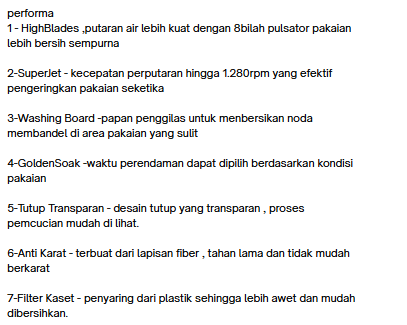 performa
1 - HighBlades ,putaran air lebih kuat dengan 8bilah pulsator pakaian
lebih bersih sempurna
2-SuperJet - kecepatan perputaran hingga 1.280rpm yang efektif
pengeringkan pakaian seketika
3-Washing Board -papan penggilas untuk menbersikan noda
membandel di area pakaian yang sulit
4-GoldenSoak -waktu perendaman dapat dipilih berdasarkan kondisi
pakaian
5-Tutup Transparan - desain tutup yang transparan , proses
pemcucian mudah di lihat.
6-Anti Karat - terbuat dari lapisan fiber , tahan lama dan tidak mudah
berkarat
7-Filter Kaset - penyaring dari plastik sehingga lebih awet dan mudah
dibersihkan.